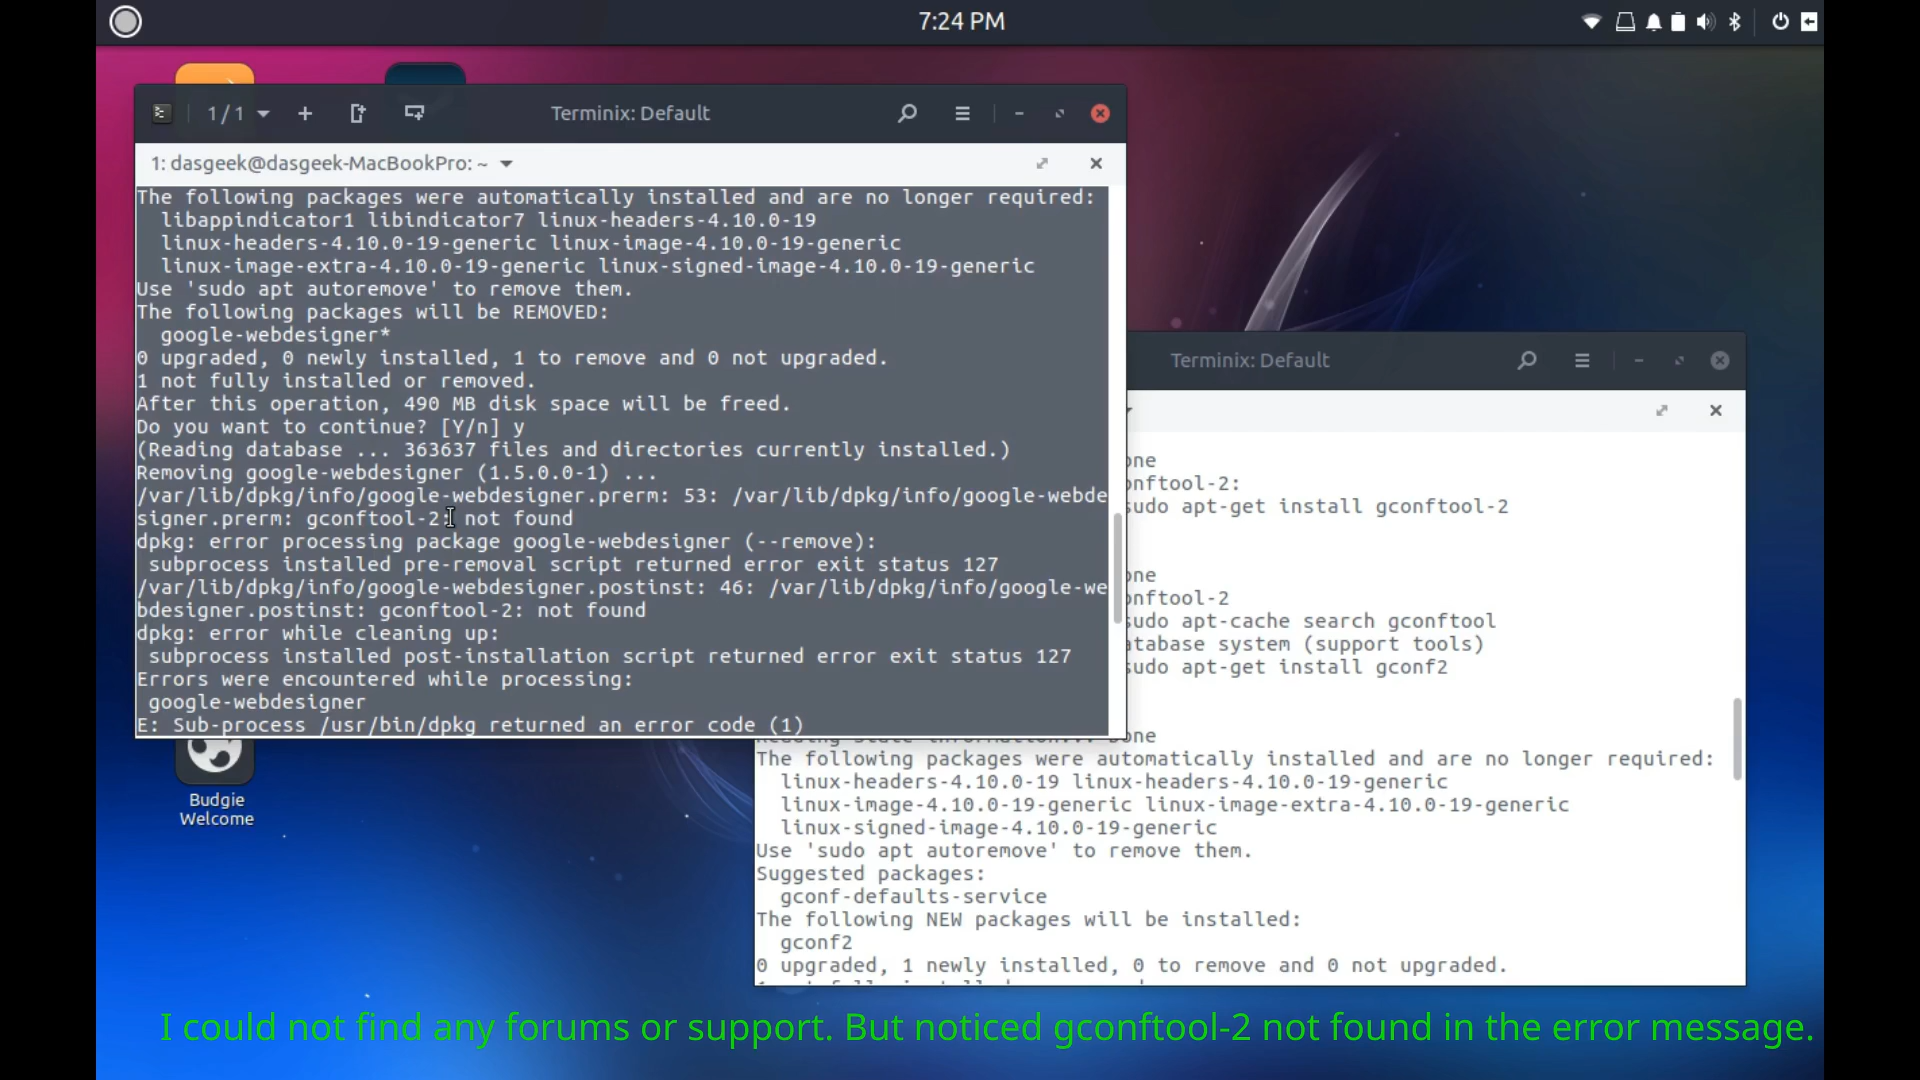 7:24 PM
1 / 1
Terminix: Default
1: dasgeek@dasgeek-MacBookPro: ~
The following packages were automatically installed and are no longer required:
libappindicator1 libindicator7 linux-headers-4.10.0-19
linux-headers-4.10.0-19-generic linux-image-4.10.0-19-generic
linux-image-extra-4.10.0-19-generic linux-signed-image-4.10.0-19-generic
Use 'sudo apt autoremove' to remove them.
The following packages will be REMOVED:
google-webdesigner*
0 upgraded, 0 newly installed, 1 to remove and 0 not upgraded.
1 not fully installed or removed.
After this operation, 490 MB disk space will be freed.
Do you want to continue? [Y/n] y
(Reading database ... 363637 files and directories currently installed.)
Removing google-webdesigner (1.5.0.0-1) ...
/var/lib/dpkg/info/google-webdesigner.prerm: 53: /var/lib/dpkg/info/google-webde
signer.prerm: gconftool-2: not found
dpkg: error processing package google-webdesigner (--remove):
subprocess installed pre-removal script returned error exit status 127
/var/lib/dpkg/info/google-webdesigner.postinst: 46: /var/lib/dpkg/info/google-we
bdesigner.postinst: gconftool-2: not found
dpkg: error while cleaning up:
subprocess installed post-installation script returned error exit status 127
Errors were encountered while processing:
google-webdesigner
E: Sub-process /usr/bin/dpkg returned an error code (1)
Terminix: Default
one
onftool-2:
sudo apt-get install gconftool-2
one
onftool-2
sudo apt-cache search gconftool
atabase system (support tools)
sudo apt-get install gconf2
Reading state information... Done
The following packages were automatically installed and are no longer required:
linux-headers-4.10.0-19 linux-headers-4.10.0-19-generic
linux-image-4.10.0-19-generic linux-image-extra-4.10.0-19-generic
linux-signed-image-4.10.0-19-generic
Use 'sudo apt autoremove' to remove them.
Suggested packages:
gconf-defaults-service
The following NEW packages will be installed:
gconf2
0 upgraded, 1 newly installed, 0 to remove and 0 not upgraded.
Budgie
Welcome
I could not find any forums or support. But noticed gconftool-2 not found in the error message.